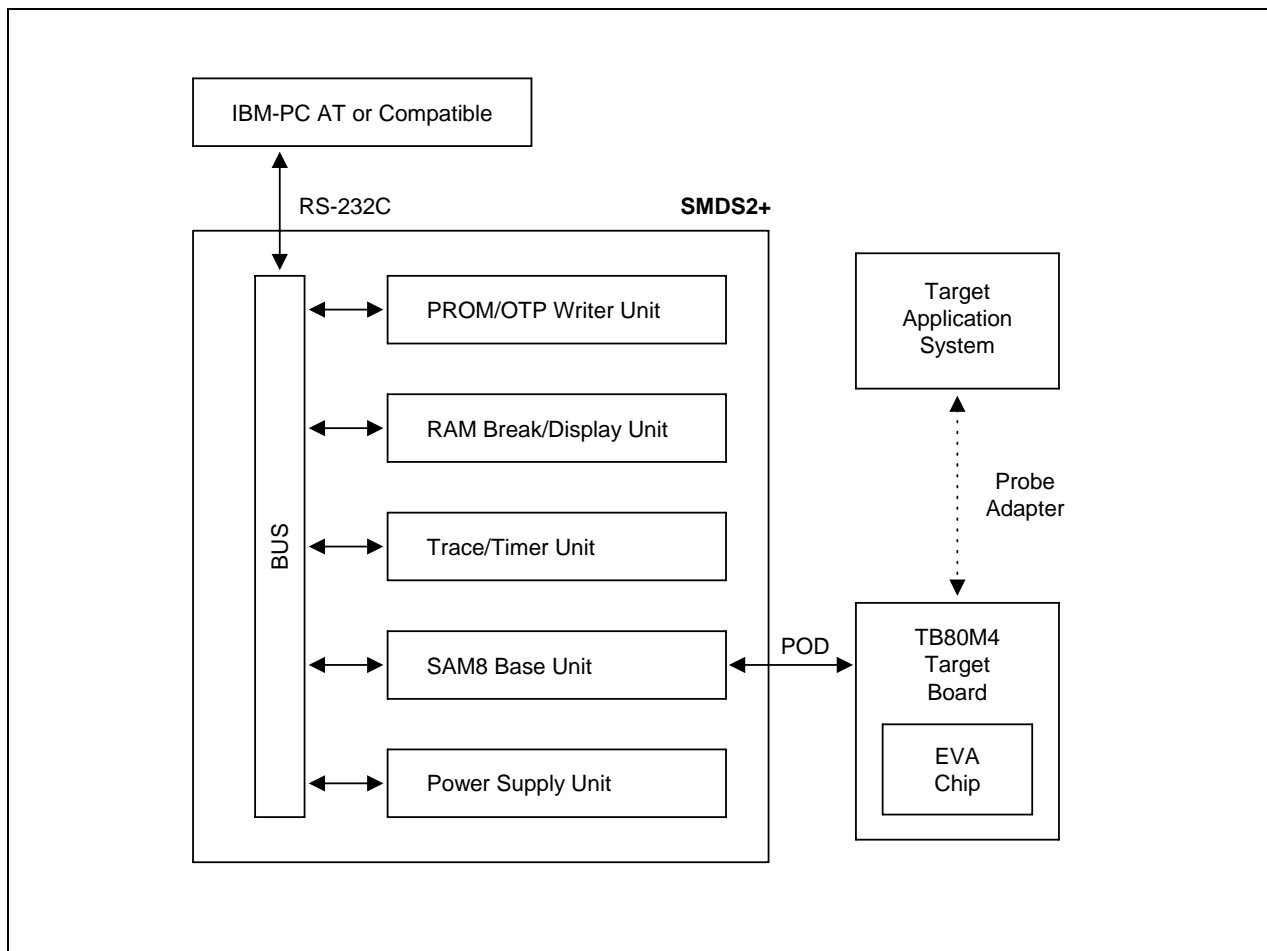 IBM-PC AT or Compatible
RS-232C
SMDS2+
BUS
PROM/OTP Writer Unit
RAM Break/Display Unit
Trace/Timer Unit
SAM8 Base Unit
Power Supply Unit
POD
Target
Application
System
Probe
Adapter
TB80M4
Target
Board
EVA
Chip